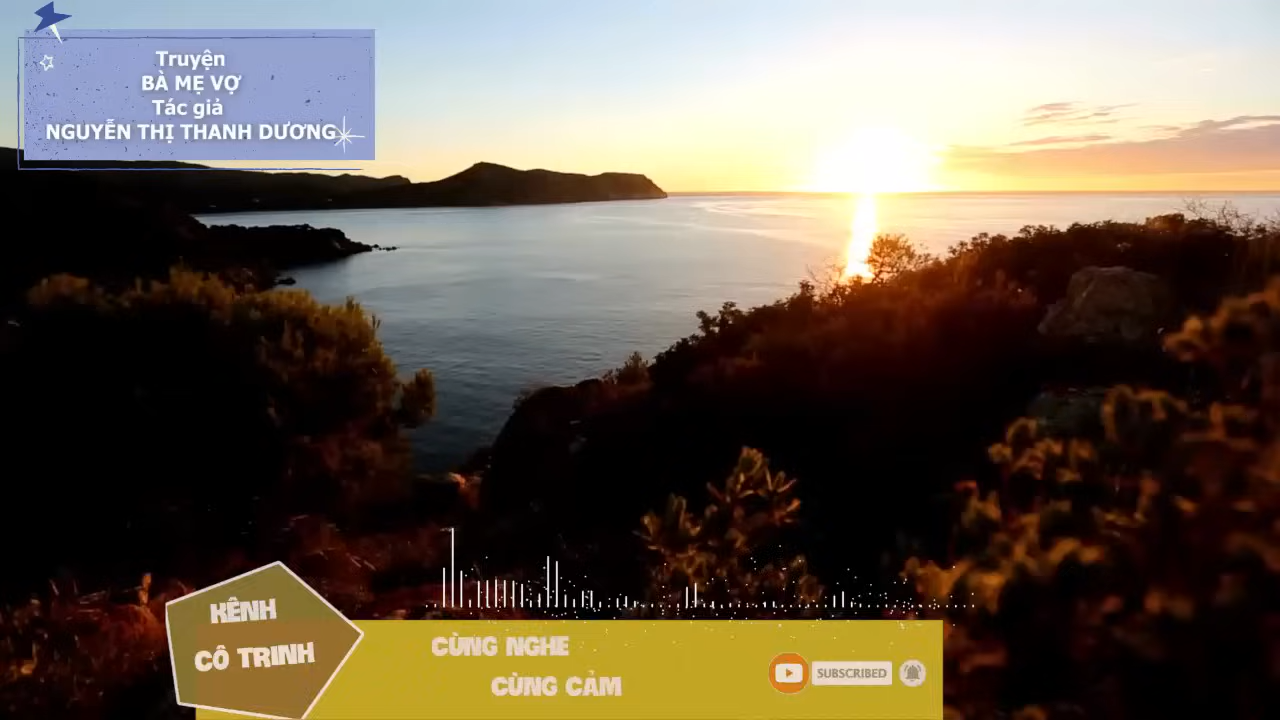 Truyện
BÀ MẸ VỢ
Tác giả
NGUYỄN THỊ THANH DƯƠNG
KÊNH
CÔ TRINH
CÙNG NGHE
CÙNG CẢM
SUBSCRIBED